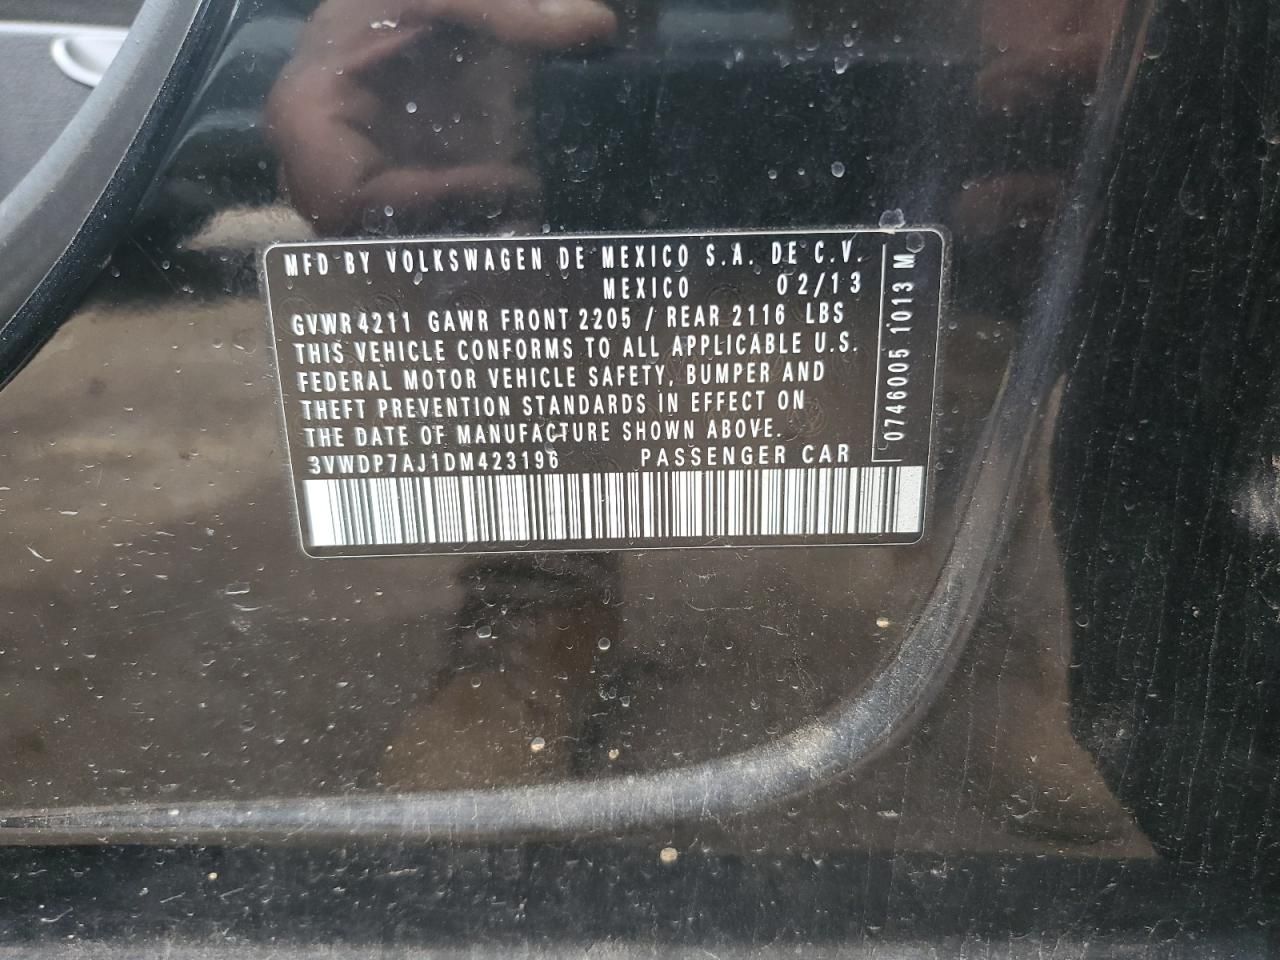 MFD BY VOLKSWAGEN DE MEXICO S.A. DE C.V.
MEXICO 02/13
GVWR 4211 GAWR FRONT 2205 / REAR 2116 LBS
THIS VEHICLE CONFORMS TO ALL APPLICABLE U.S.
FEDERAL MOTOR VEHICLE SAFETY, BUMPER AND
THEFT PREVENTION STANDARDS IN EFFECT ON
THE DATE OF MANUFACTURE SHOWN ABOVE.
3VWDP7AJ1DM423196 PASSENGER CAR
0746005 1013 M